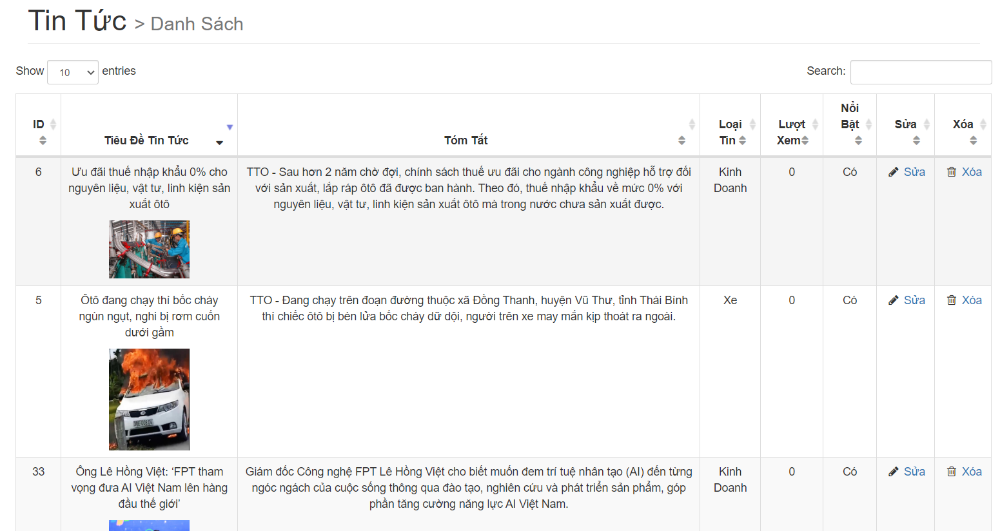 Tin Tức > Danh Sách
Show 10 entries
Search:
ID
Tiêu Đề Tin Tức
Tóm Tắt
Loại
Tin
Lượt
Xem
Nổi
Bật
Sửa
Xóa
6
Ưu đãi thuế nhập khẩu 0% cho
nguyên liệu, vật tư, linh kiện sản
xuất ôtô
TTO - Sau hơn 2 năm chờ đợi, chính sách thuế ưu đãi cho ngành công nghiệp hỗ trợ đối
với sản xuất, lắp ráp ôtô đã được ban hành. Theo đó, thuế nhập khẩu về mức 0% với
nguyên liệu, vật tư, linh kiện sản xuất ôtô mà trong nước chưa sản xuất được.
Kinh
Doanh
0
Có
Sửa
Xóa
5
Ôtô đang chạy thì bốc cháy
ngùn ngụt, nghi bị rơm cuốn
dưới gầm
TTO - Đang chạy trên đoạn đường thuộc xã Đồng Thanh, huyện Vũ Thư, tỉnh Thái Bình
thì chiếc ôtô bị bén lửa bốc cháy dữ dội, người trên xe may mắn kịp thoát ra ngoài.
Xe
0
Có
Sửa
Xóa
33
Ông Lê Hồng Việt: ‘FPT tham
vọng đưa AI Việt Nam lên hàng
đầu thế giới’
Giám đốc Công nghệ FPT Lê Hồng Việt cho biết muốn đem trí tuệ nhân tạo (AI) đến từng
ngóc ngách của cuộc sống thông qua đào tạo, nghiên cứu và phát triển sản phẩm, góp
phần tăng cường năng lực AI Việt Nam.
Kinh
Doanh
0
Có
Sửa
Xóa